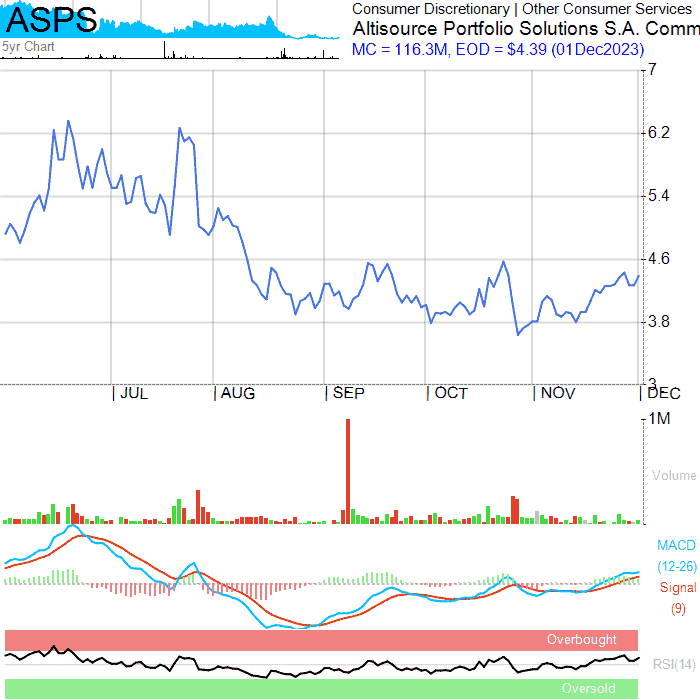 ASPS
5yr Chart
Consumer Discretionary | Other Consumer Services
Altisource Portfolio Solutions S.A. Comm
MC = 116.3M, EOD = $4.39 (01Dec2023)
7
6.2
5.4
4.6
3.8
3
JUL AUG SEP OCT NOV DEC
1M
Volume
MACD
(12-26)
Signal
(9)
Overbought
RSI(14)
Oversold